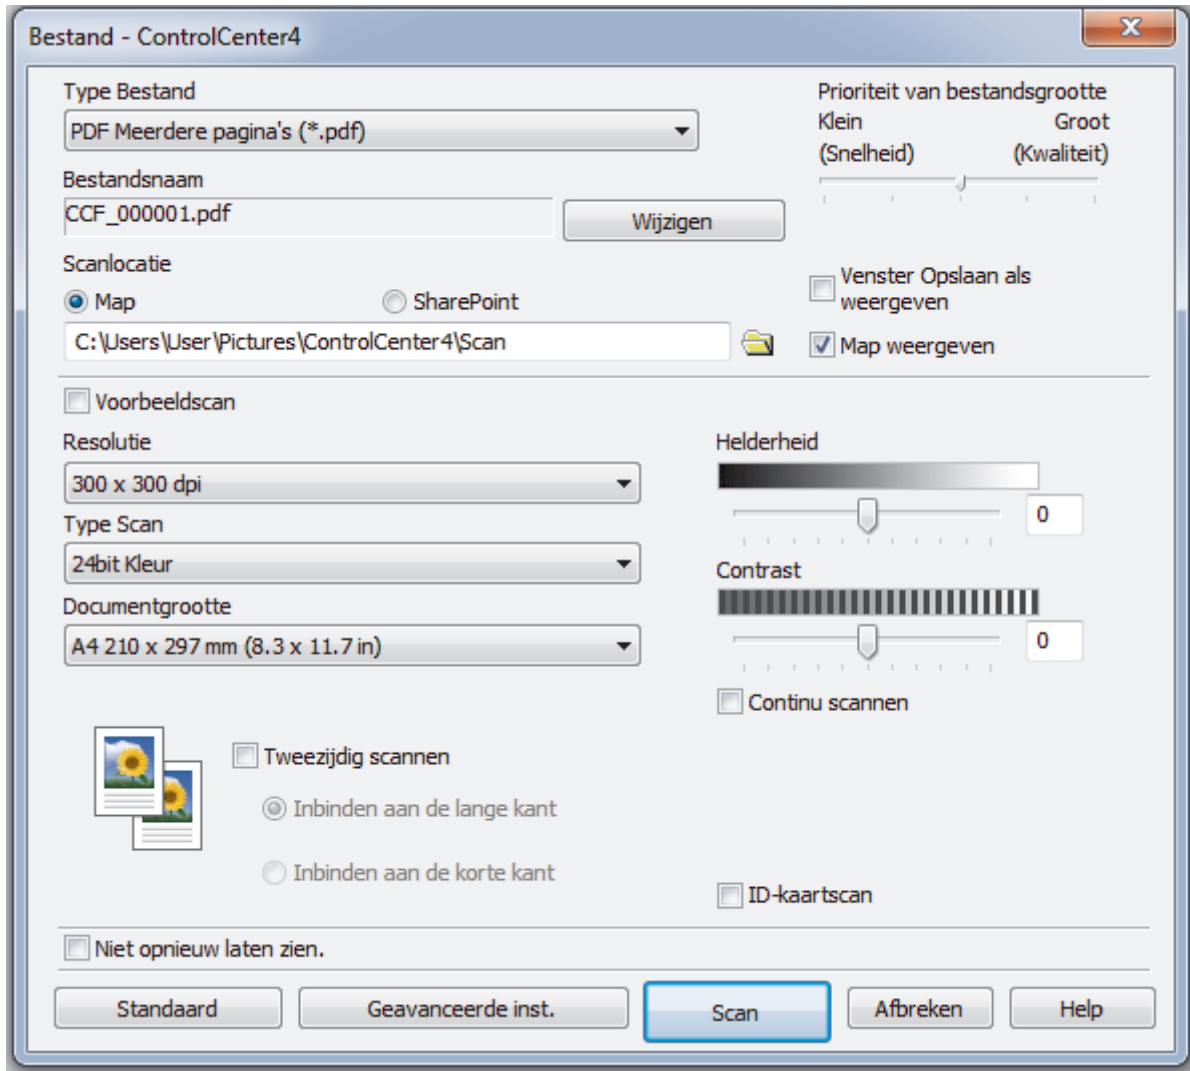 Bestand - ControlCenter4
Type Bestand
PDF Meerdere pagina's (*.pdf)
Prioriteit van bestandsgrootte
Klein Groot
(Snelheid) (Kwaliteit)
Bestandsnaam
CCF_000001.pdf
Wijzigen
Scanlocatie
Map
SharePoint
C:\Users\User\Pictures\ControlCenter4\Scan
Venster Opslaan als
weergeven
Map weergeven
Voorbeeldscan
Resolutie
300 x 300 dpi
Type Scan
24bit Kleur
Documentgrootte
A4 210 x 297 mm (8.3 x 11.7 in)
Helderheid
0
Contrast
0
Continu scannen
Tweezijdig scannen
Inbinden aan de lange kant
Inbinden aan de korte kant
ID-kaartscan
Niet opnieuw laten zien.
Standaard
Geavanceerde inst.
Scan
Afbreken
Help